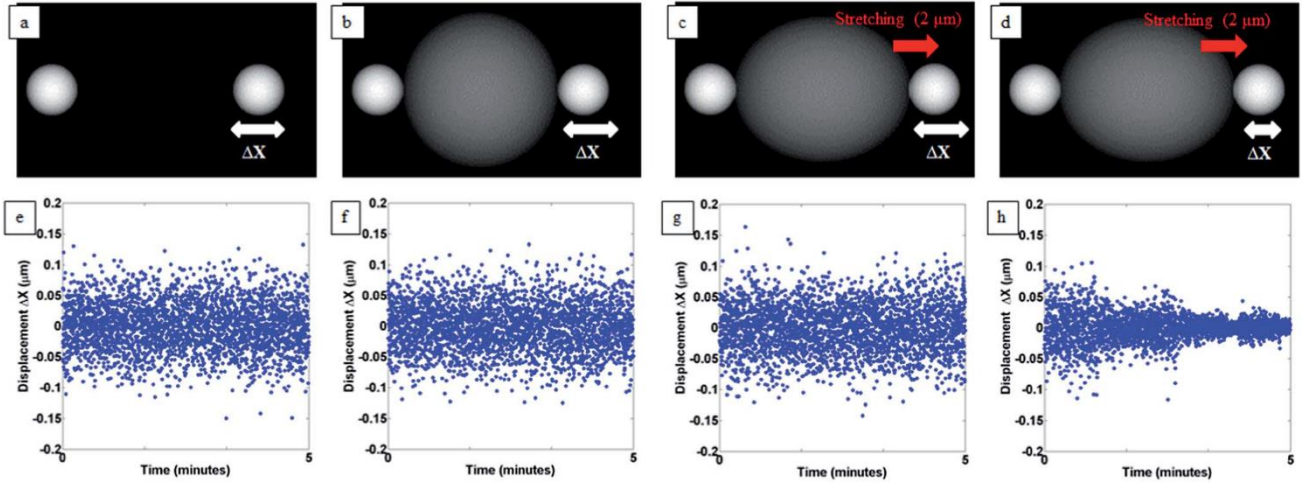 a
ΔX
b
ΔX
c
Stretching (2 μm)
ΔX
d
Stretching (2 μm)
ΔX
e
0.2
0.15
0.1
0.05
0
-0.05
-0.1
-0.15
-0.2
Displacement ΔX (μm)
0
5
Time (minutes)
f
0.2
0.15
0.1
0.05
0
-0.05
-0.1
-0.15
-0.2
Displacement ΔX (μm)
0
5
Time (minutes)
g
0.2
0.15
0.1
0.05
0
-0.05
-0.1
-0.15
-0.2
Displacement ΔX (μm)
0
5
Time (minutes)
h
0.2
0.15
0.1
0.05
0
-0.05
-0.1
-0.15
-0.2
Displacement ΔX (μm)
0
5
Time (minutes)